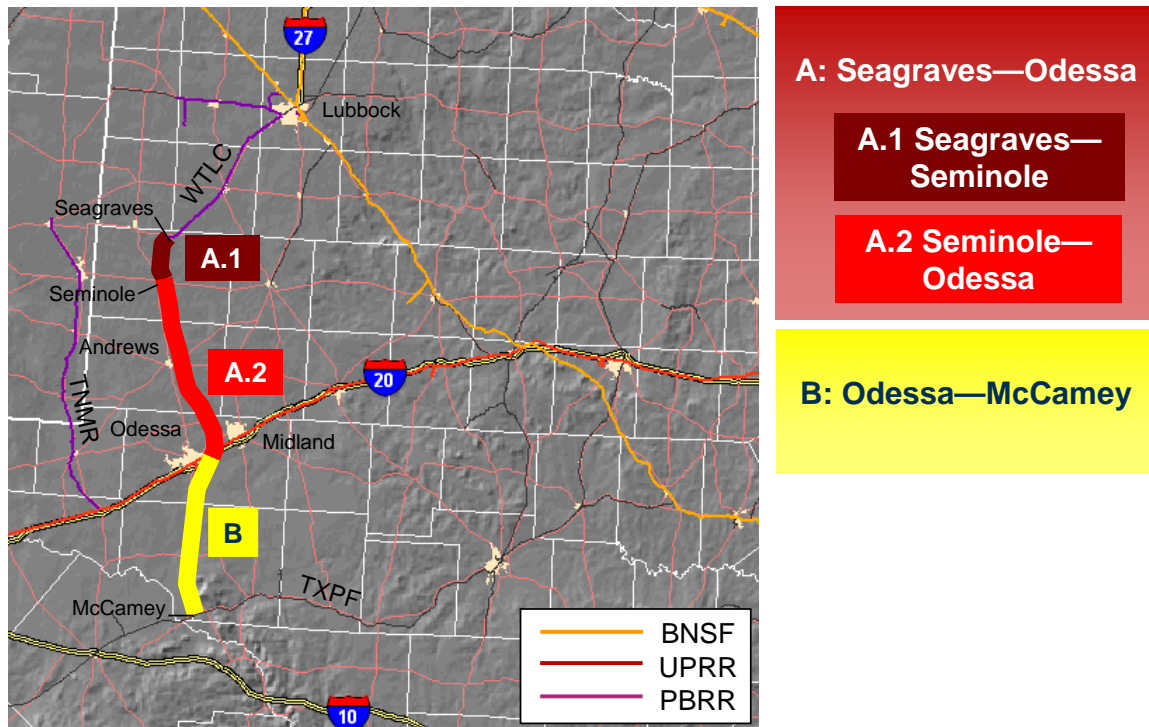 27
Lubbock
WTLC
Seagraves
A.1
Seminole
Andrews
A.2
20
TNMR
Odessa
Midland
B
TXPF
McCamey
BNSF
UPRR
PBRR
10
A: Seagraves—Odessa
A.1 Seagraves—
Seminole
A.2 Seminole—
Odessa
B: Odessa—McCamey